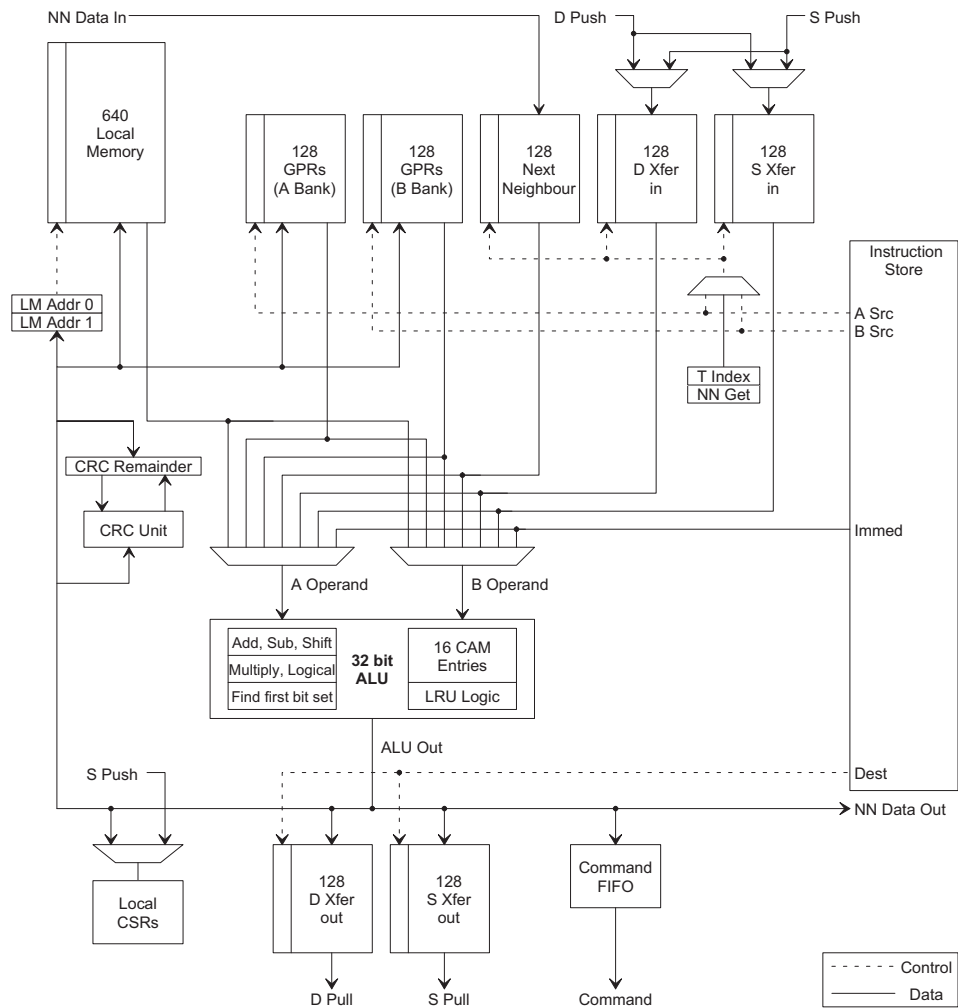 NN Data In
D Push
S Push
640
Local
Memory
128
GPRs
(A Bank)
128
GPRs
(B Bank)
128
Next
Neighbour
128
D Xfer
in
128
S Xfer
in
Instruction
Store
LM Addr 0
LM Addr 1
A Src
B Src
T Index
NN Get
CRC Remainder
CRC Unit
Immed
A Operand
B Operand
Add, Sub, Shift
Multiply, Logical
Find first bit set
32 bit
ALU
16 CAM
Entries
LRU Logic
ALU Out
S Push
Dest
NN Data Out
Local
CSRs
128
D Xfer
out
128
S Xfer
out
Command
FIFO
D Pull
S Pull
Command
Control
Data